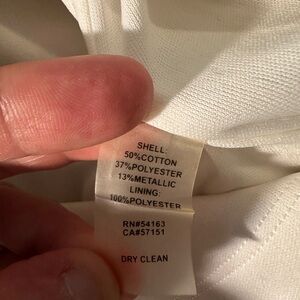 SHELL:
50%COTTON
37%POLYESTER
13%METALLIC
LINING:
100%POLYESTER
RN#54163
CA#57151
DRY CLEAN